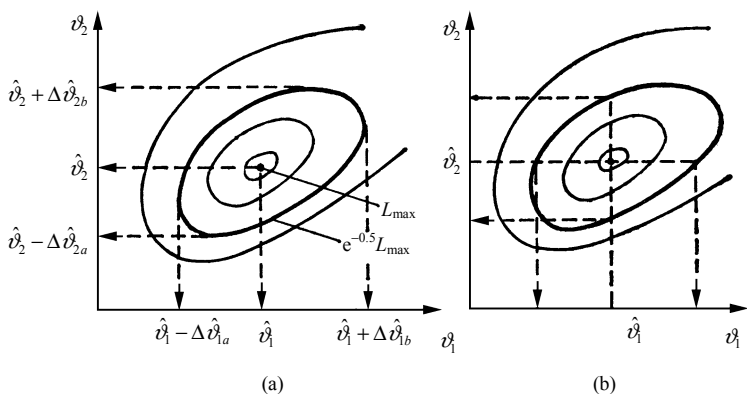 ϑ₂
ϑ̂₂ + Δϑ̂₂b
ϑ̂₂
ϑ̂₂ − Δϑ̂₂a
L_max
e^−0.5 L_max
ϑ̂₁ − Δϑ̂₁a
ϑ̂₁
ϑ̂₁ + Δϑ̂₁b
ϑ₁
(a)
ϑ₂
ϑ̂₂
ϑ̂₁
ϑ₁
(b)